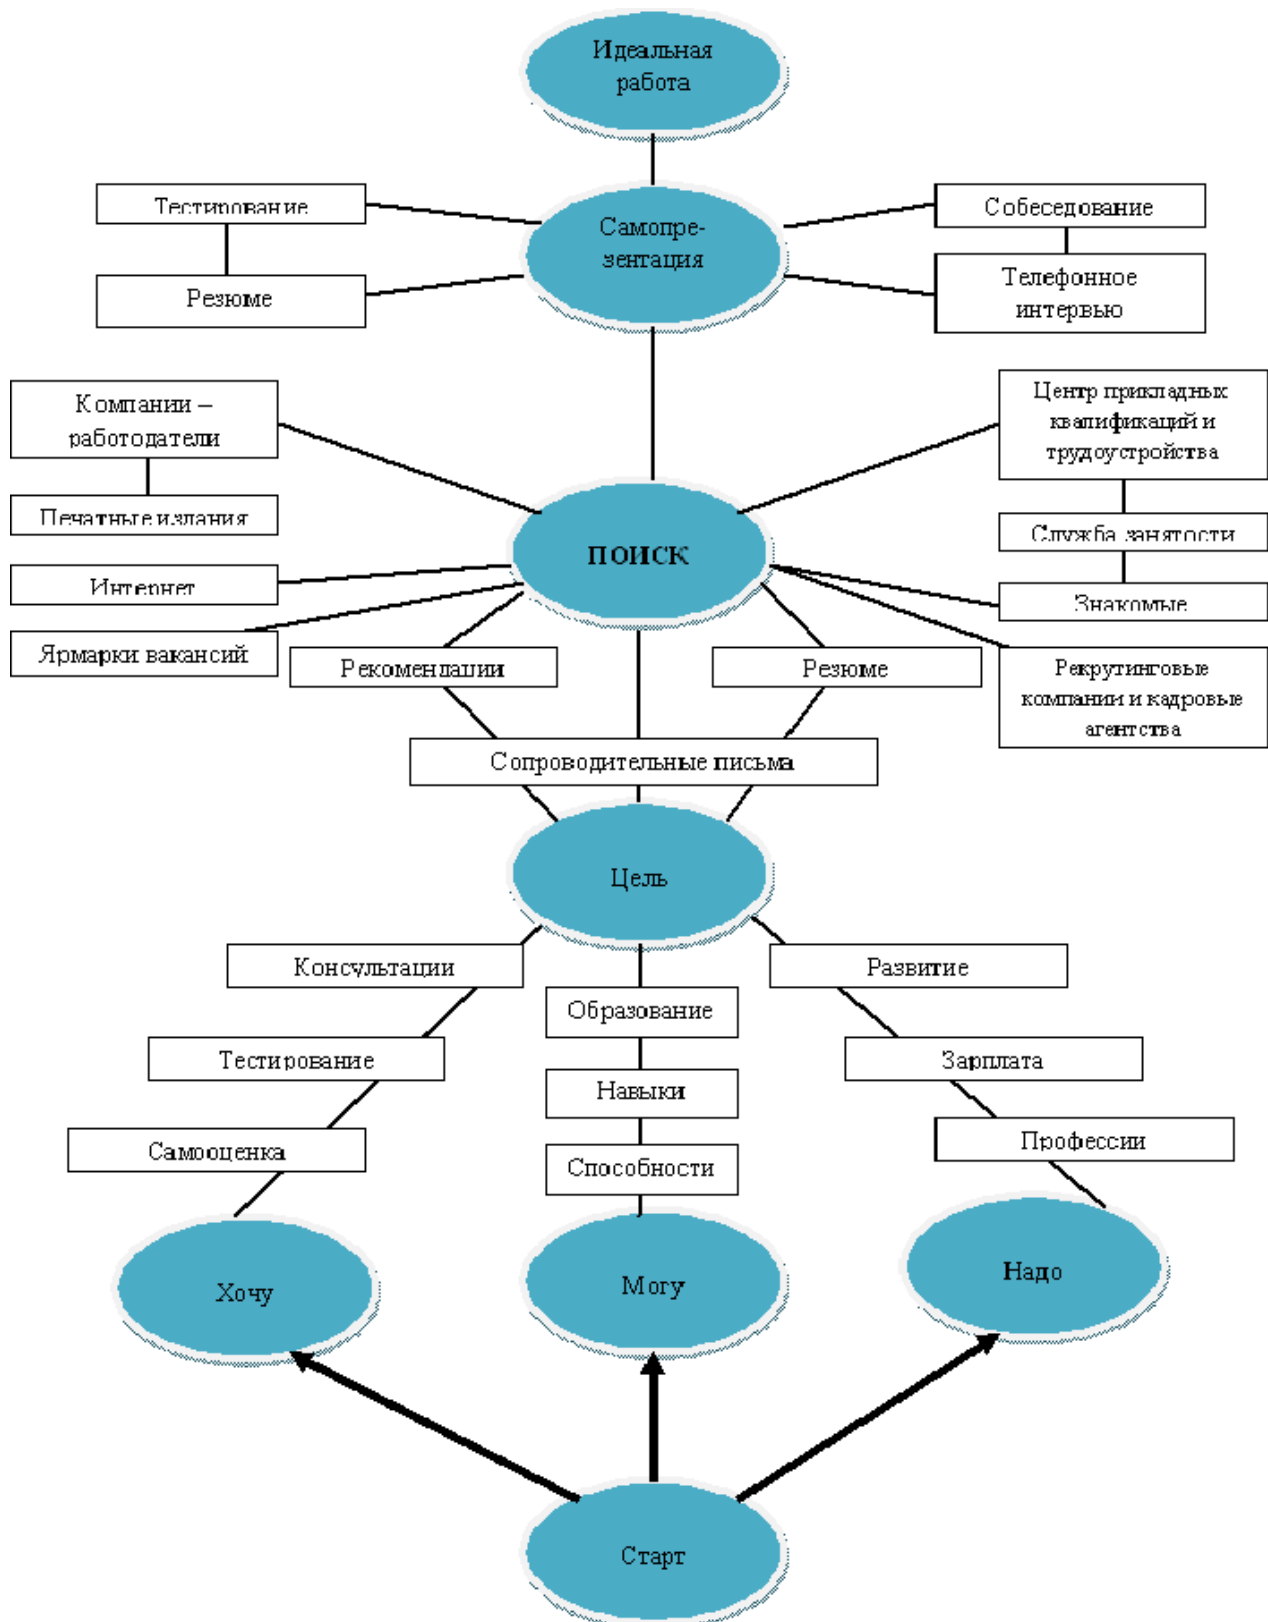 Идеальная
работа
Тестирование
Собеседование
Самопре-
зентация
Резюме
Телефонное
интервью
Компании –
работодатели
Центр прикладных
квалификаций и
трудоустройства
Печатные издания
Служба занятости
ПОИСК
Интернет
Знакомые
Ярмарки вакансий
Рекомендации
Резюме
Рекрутинговые
компании и кадровые
агентства
Сопроводительные письма
Цель
Консультации
Развитие
Образование
Тестирование
Зарплата
Навыки
Самооценка
Профессии
Способности
Хочу
Могу
Надо
Старт